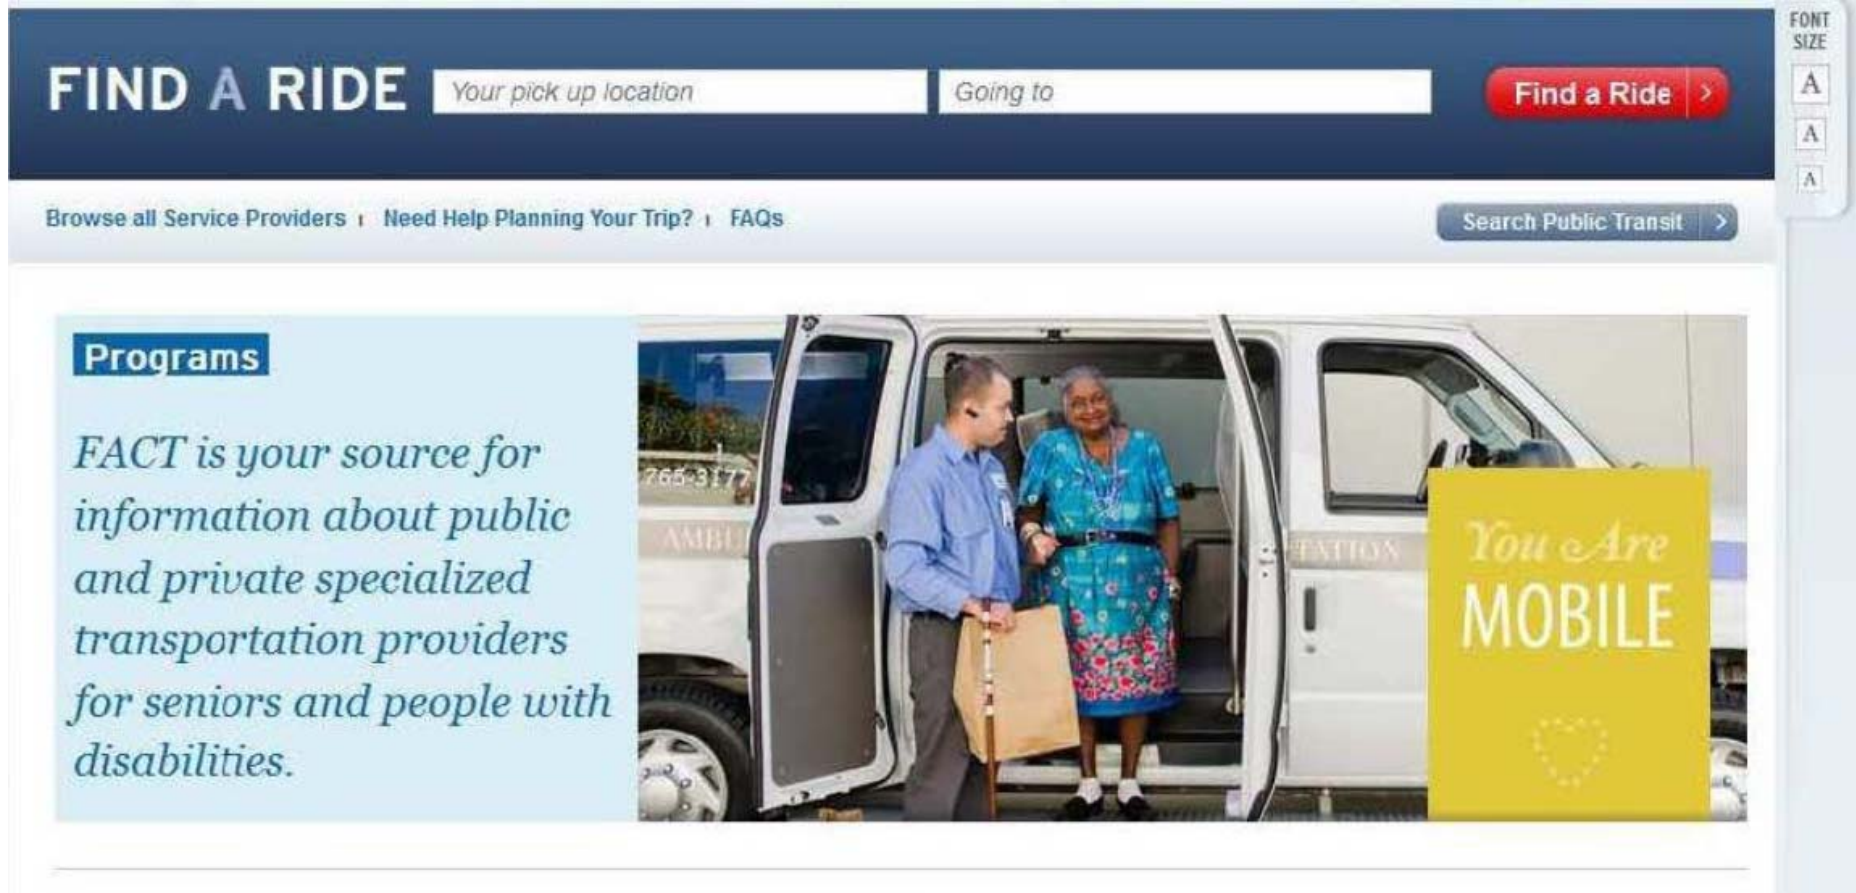 FONT
SIZE
A
A
A
FIND A RIDE
Your pick up location
Going to
Find a Ride >
Browse all Service Providers
Need Help Planning Your Trip?
FAQs
Search Public Transit >
Programs
FACT is your source for
information about public
and private specialized
transportation providers
for seniors and people with
disabilities.
765-3177
AMBU
TATION
You Are
MOBILE